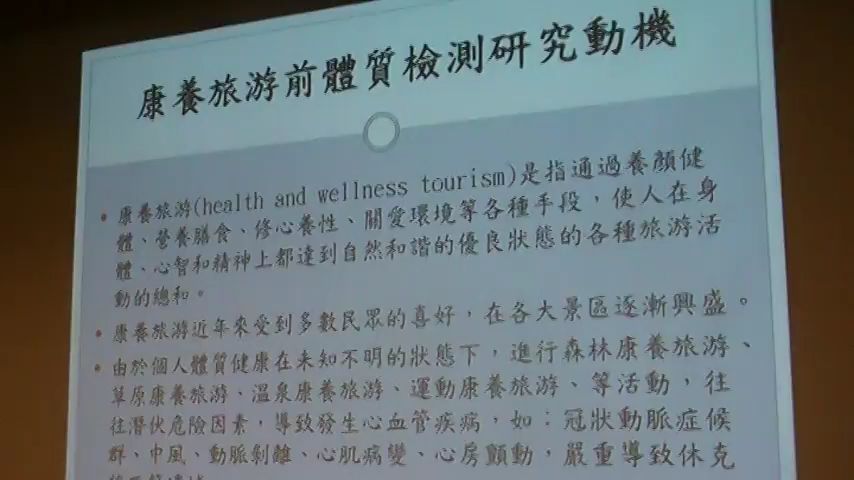 康養旅游前體質檢測研究動機
康養旅游(health and wellness tourism)是指通過養顏健
體、營養膳食、修心養性、關愛環境等各種手段，使人在身
體、心智和精神上都達到自然和諧的優良狀態的各種旅游活
動的總和。
康養旅游近年來受到多數民眾的喜好，在各大景區逐漸興盛。
由於個人體質健康在未知不明的狀態下，進行森林康養旅游、
草原康養旅游、溫泉康養旅游、運動康養旅游、等活動，往
往潛伏危險因素，導致發生心血管疾病，如：冠狀動脈症候
群、中風、動脈剝離、心肌病變、心房顫動，嚴重導致休克